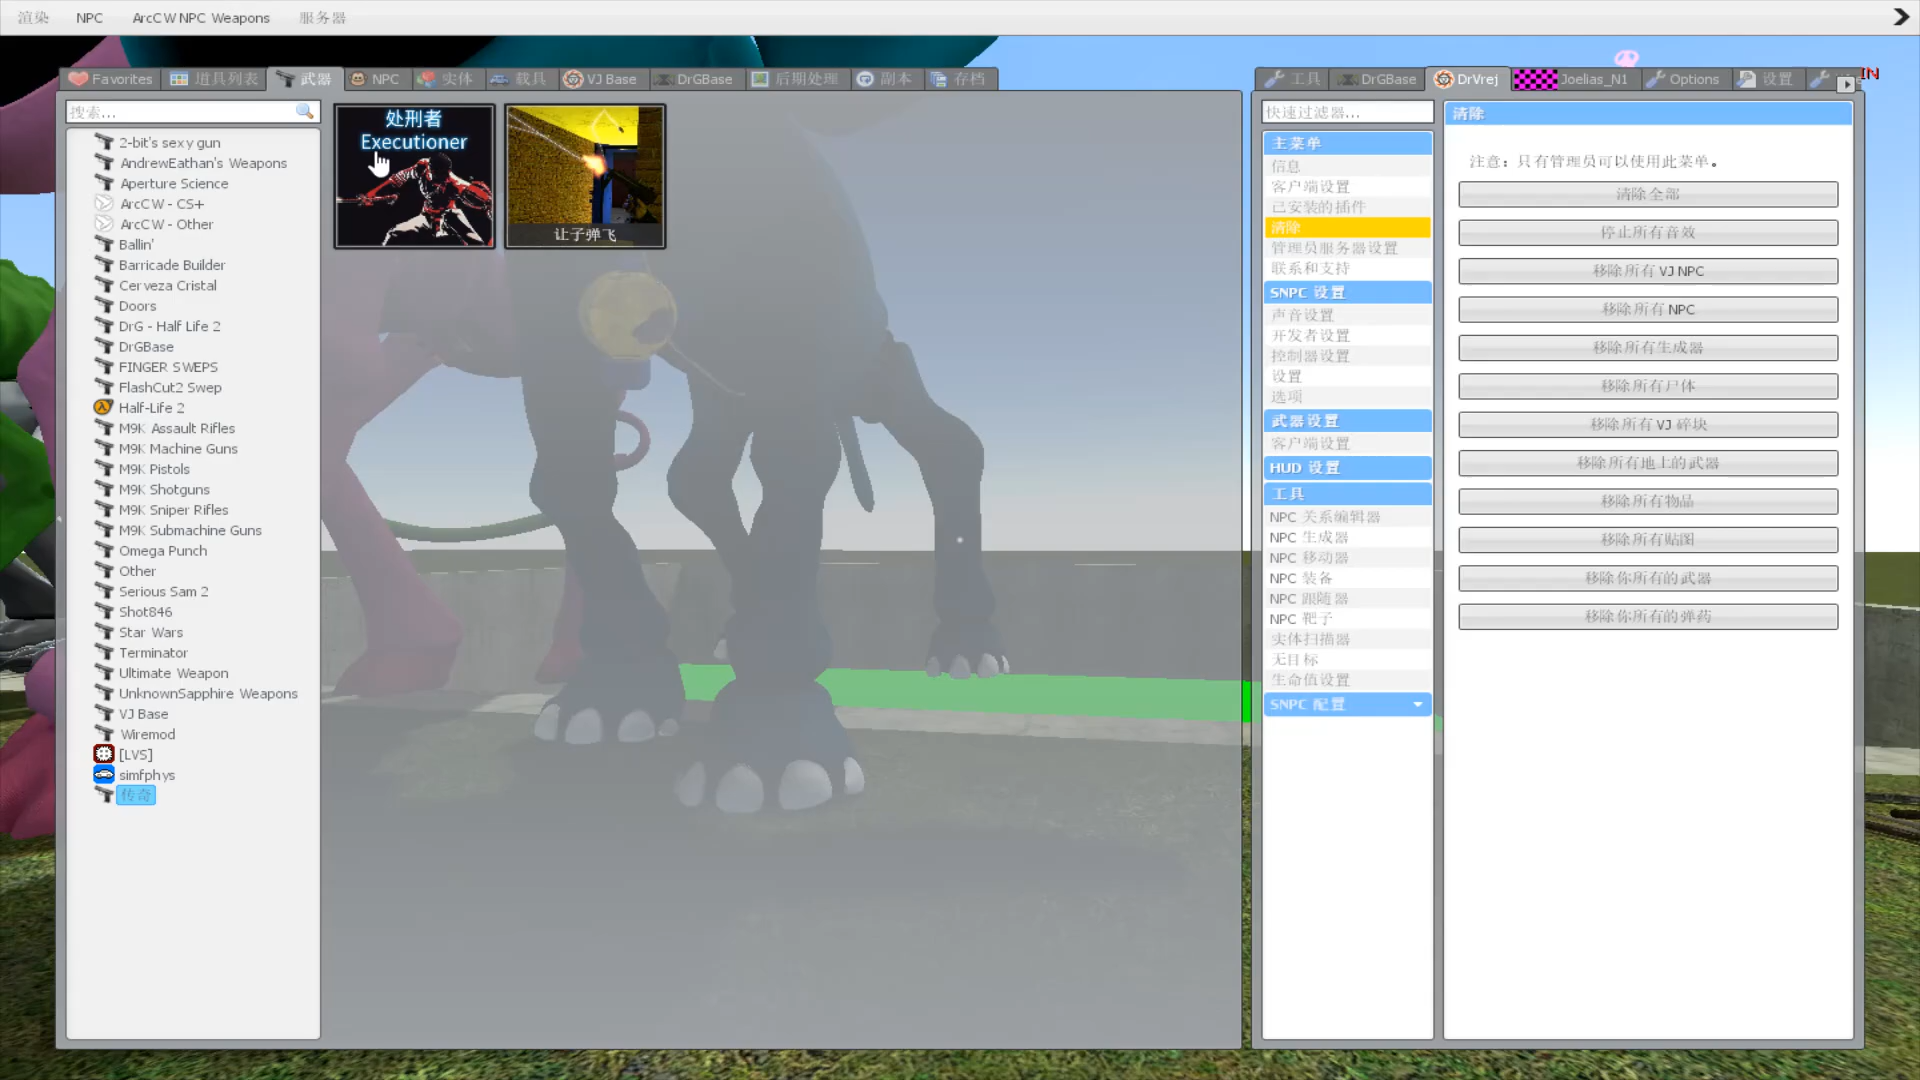 渲染 NPC ArcCW NPC Weapons 服务器
Favorites 道具列表 武器 NPC 实体 载具 VJ Base DrGBase 后期处理 副本 存档
搜索...
2-bit's sexy gun
AndrewEathan's Weapons
Aperture Science
ArcCW - CS+
ArcCW - Other
Ballin'
Barricade Builder
Cerveza Cristal
Doors
DrG - Half Life 2
DrGBase
FINGER SWEPS
FlashCut2 Swep
Half-Life 2
M9K Assault Rifles
M9K Machine Guns
M9K Pistols
M9K Shotguns
M9K Sniper Rifles
M9K Submachine Guns
Omega Punch
Other
Serious Sam 2
Shot846
Star Wars
Terminator
Ultimate Weapon
UnknownSapphire Weapons
VJ Base
Wiremod
[LVS]
simfphys
传奇
处刑者
Executioner
让子弹飞
工具 DrGBase DrVrej Joelias_N1 Options 设置
IN
快速过滤器...
主菜单
信息
客户端设置
已安装的插件
清除
管理员服务器设置
联系和支持
SNPC 设置
声音设置
开发者设置
控制器设置
设置
选项
武器设置
客户端设置
HUD 设置
工具
NPC 关系编辑器
NPC 生成器
NPC 移动器
NPC 装备
NPC 跟随器
NPC 靶子
实体扫描器
无目标
生命值设置
SNPC 配置
清除
注意：只有管理员可以使用此菜单。
清除全部
停止所有音效
移除所有 VJ NPC
移除所有 NPC
移除所有生成器
移除所有尸体
移除所有 VJ 碎块
移除所有地上的武器
移除所有物品
移除所有贴图
移除你所有的武器
移除你所有的弹药